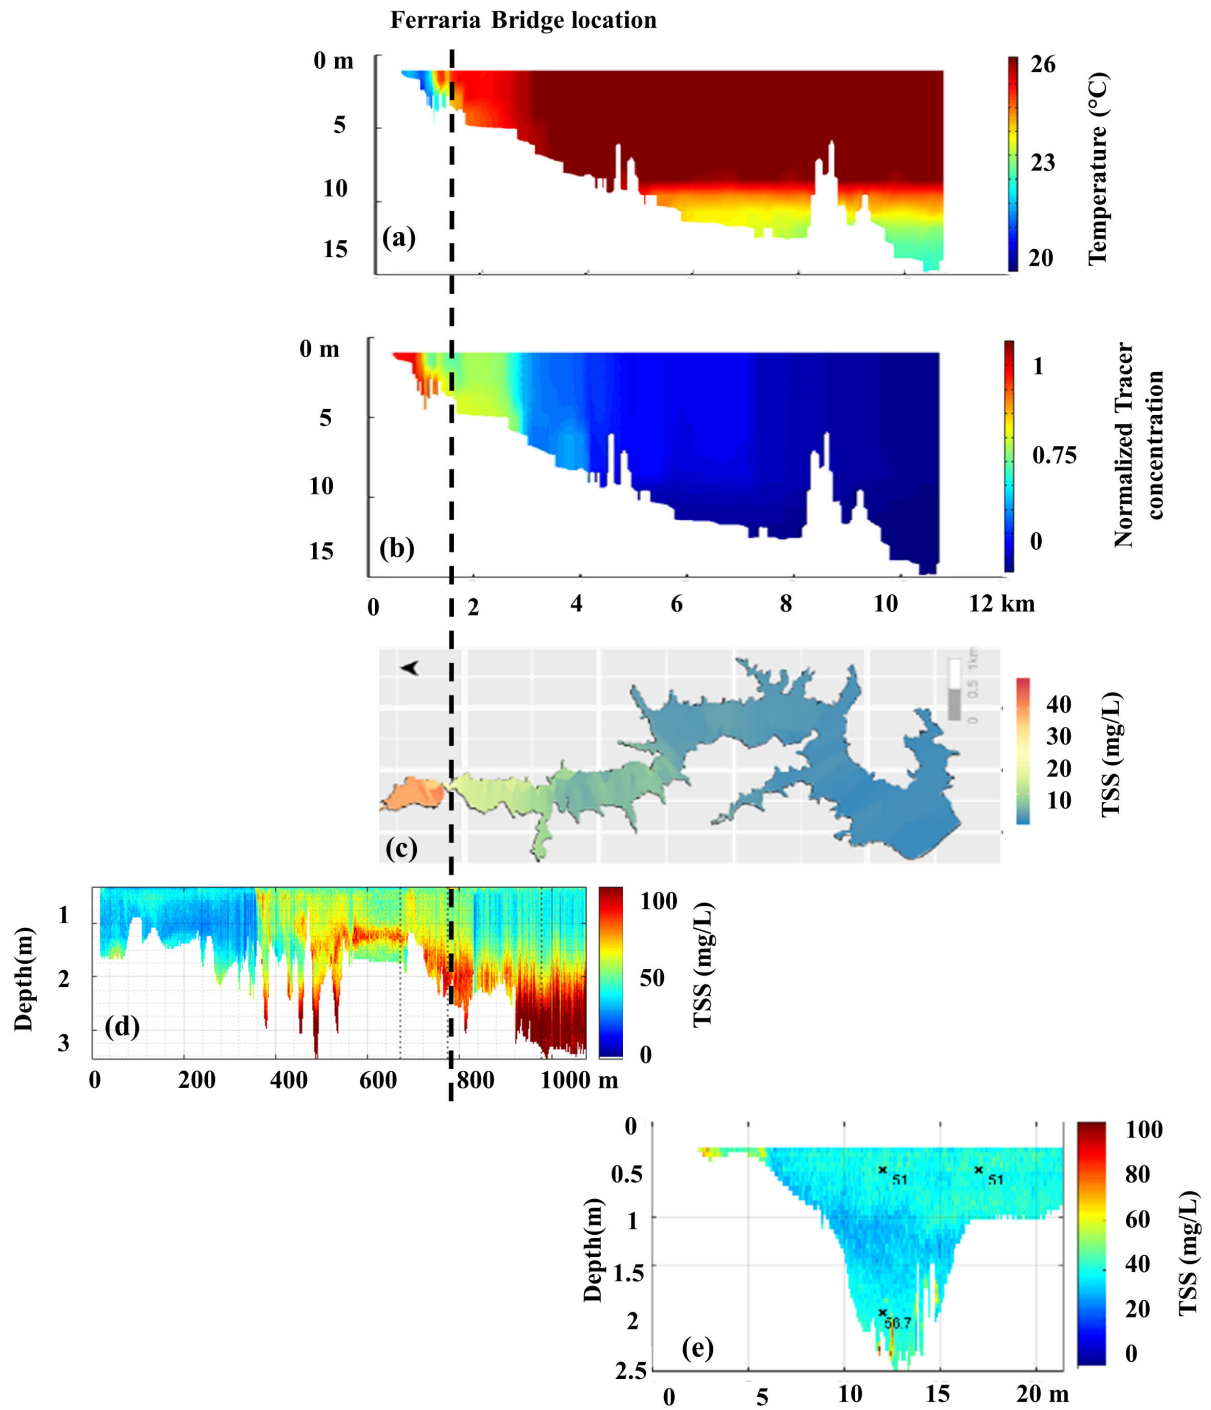 Ferraria Bridge location
0 m
5
10
15
(a)
26
23
20
Temperature (°C)
0 m
5
10
15
(b)
1
0.75
0
Normalized Tracer
concentration
0 2 4 6 8 10 12 km
(c)
0 0.5 1km
40
30
20
10
TSS (mg/L)
Depth(m)
1
2
3
(d)
100
50
0
TSS (mg/L)
0 200 400 600 800 1000 m
Depth(m)
0
0.5
1
1.5
2
2.5
51
51
56.7
(e)
100
80
60
40
20
0
TSS (mg/L)
0 5 10 15 20 m